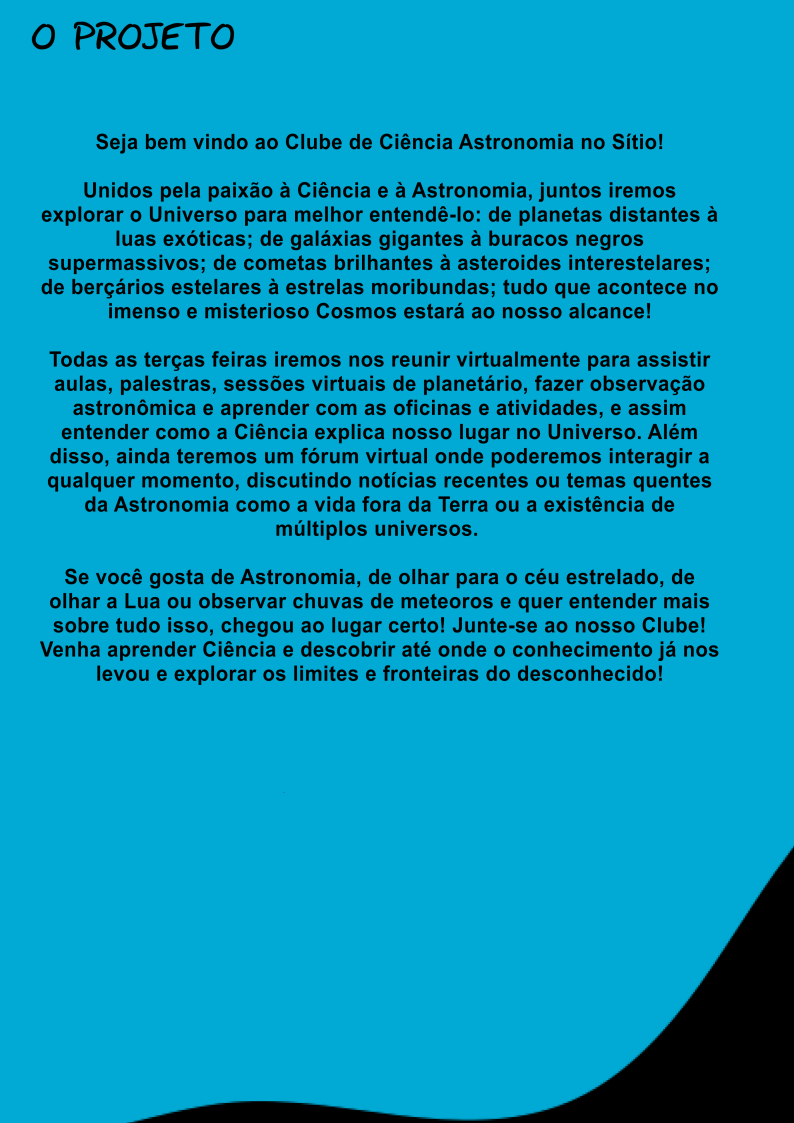 O PROJETO
Seja bem vindo ao Clube de Ciência Astronomia no Sítio!
Unidos pela paixão à Ciência e à Astronomia, juntos iremos
explorar o Universo para melhor entendê-lo: de planetas distantes à
luas exóticas; de galáxias gigantes à buracos negros
supermassivos; de cometas brilhantes à asteroides interestelares;
de berçários estelares à estrelas moribundas; tudo que acontece no
imenso e misterioso Cosmos estará ao nosso alcance!
Todas as terças feiras iremos nos reunir virtualmente para assistir
aulas, palestras, sessões virtuais de planetário, fazer observação
astronômica e aprender com as oficinas e atividades, e assim
entender como a Ciência explica nosso lugar no Universo. Além
disso, ainda teremos um fórum virtual onde poderemos interagir a
qualquer momento, discutindo notícias recentes ou temas quentes
da Astronomia como a vida fora da Terra ou a existência de
múltiplos universos.
Se você gosta de Astronomia, de olhar para o céu estrelado, de
olhar a Lua ou observar chuvas de meteoros e quer entender mais
sobre tudo isso, chegou ao lugar certo! Junte-se ao nosso Clube!
Venha aprender Ciência e descobrir até onde o conhecimento já nos
levou e explorar os limites e fronteiras do desconhecido!